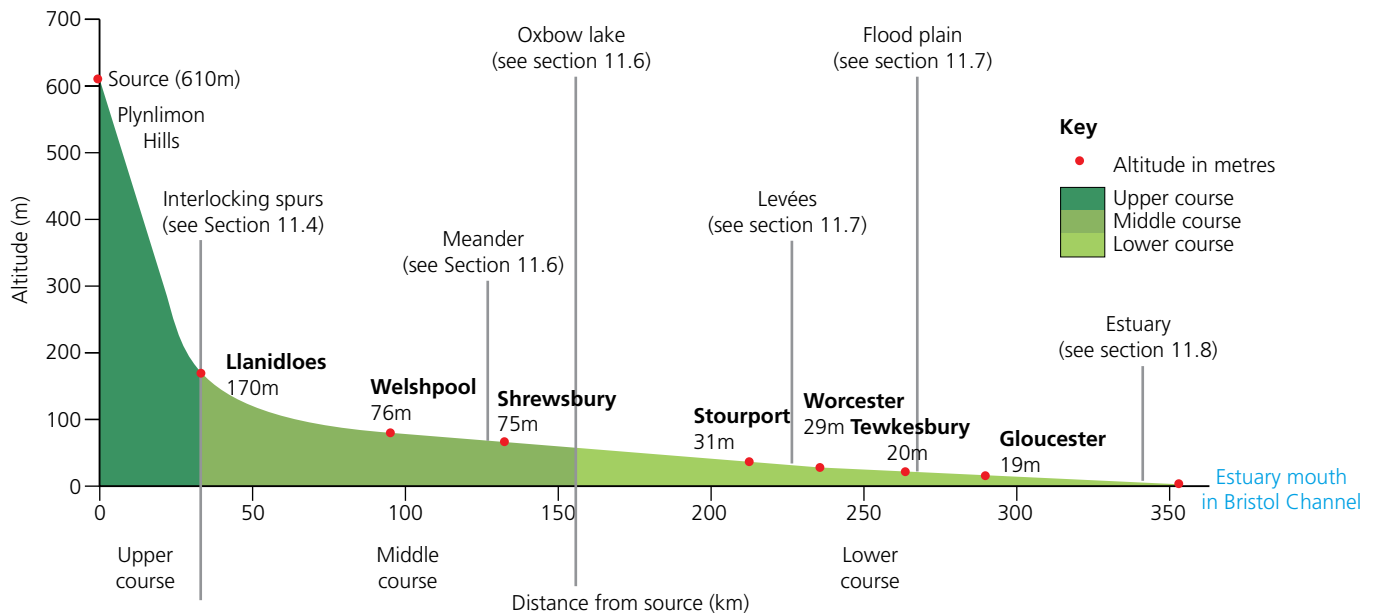 700
600
500
400
300
200
100
0
Altitude (m)
Source (610m)
Plynlimon
Hills
Interlocking spurs
(see Section 11.4)
Meander
(see Section 11.6)
Oxbow lake
(see section 11.6)
Levées
(see section 11.7)
Flood plain
(see section 11.7)
Estuary
(see section 11.8)
Key
Altitude in metres
Upper course
Middle course
Lower course
Llanidloes
170m
Welshpool
76m
Shrewsbury
75m
Stourport
31m
Worcester
29m
Tewkesbury
20m
Gloucester
19m
Estuary mouth
in Bristol Channel
0
50
100
150
200
250
300
350
Upper
course
Middle
course
Lower
course
Distance from source (km)